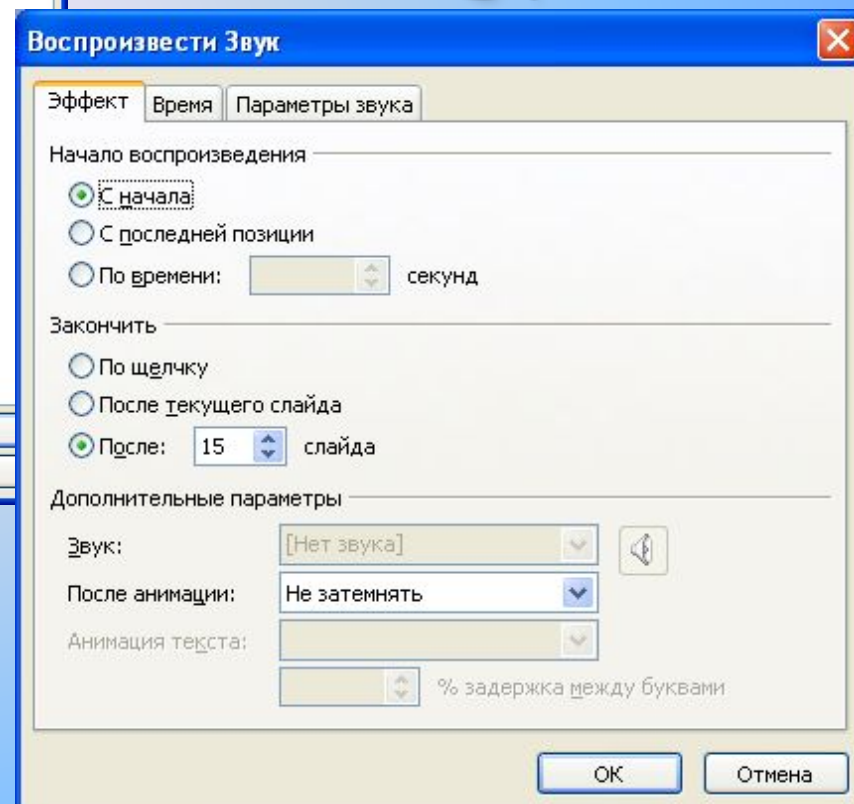 Воспроизвести Звук
Эффект Время Параметры звука
Начало воспроизведения
С начала
С последней позиции
По времени: секунд
Закончить
По щелчку
После текущего слайда
После: 15 слайда
Дополнительные параметры
Звук: [Нет звука]
После анимации: Не затемнять
Анимация текста:
% задержка между буквами
ОК Отмена